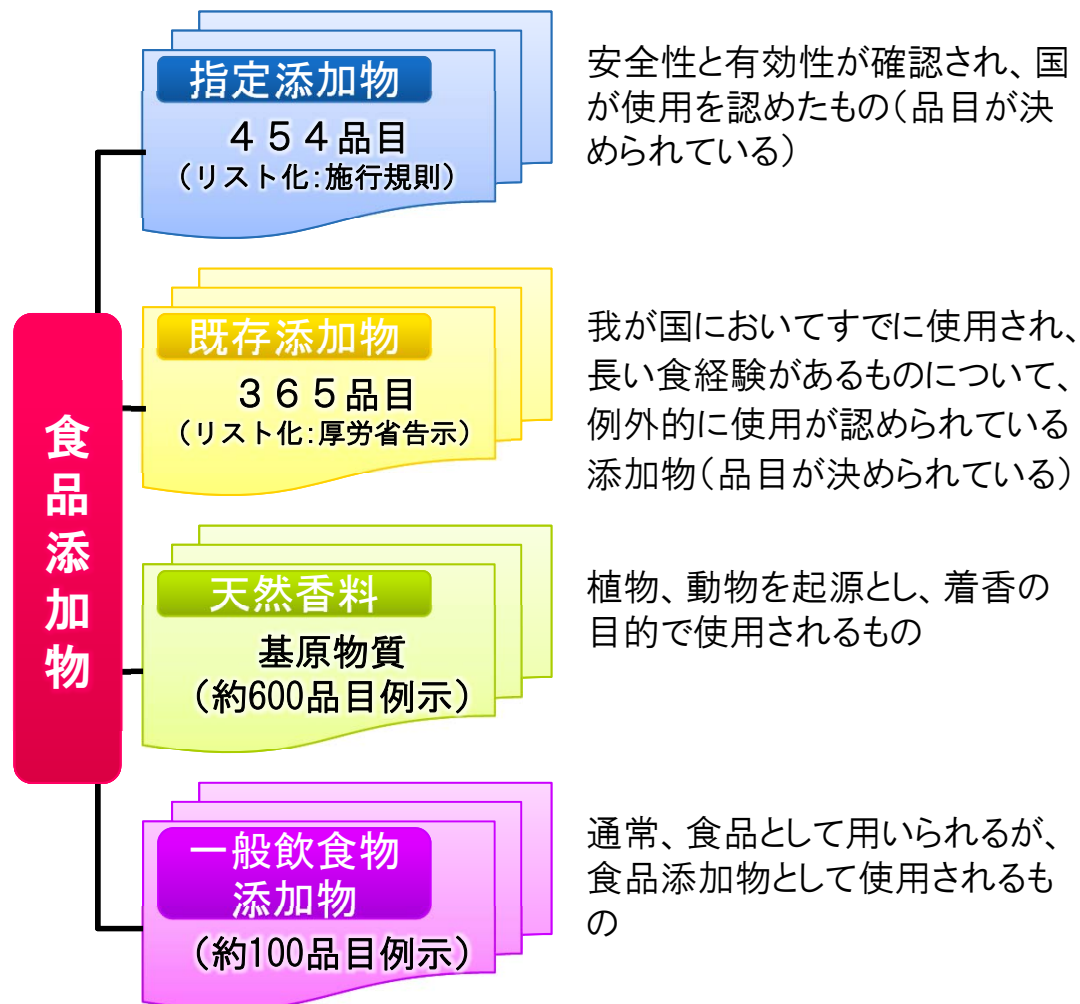 指定添加物
４５４品目
（リスト化：施行規則）
安全性と有効性が確認され、国
が使用を認めたもの（品目が決
められている）
既存添加物
３６５品目
（リスト化：厚労省告示）
我が国においてすでに使用され、
長い食経験があるものについて、
例外的に使用が認められている
添加物（品目が決められている）
食品添加物
天然香料
基原物質
（約600品目例示）
植物、動物を起源とし、着香の
目的で使用されるもの
一般飲食物
添加物
（約100品目例示）
通常、食品として用いられるが、
食品添加物として使用されるも
の